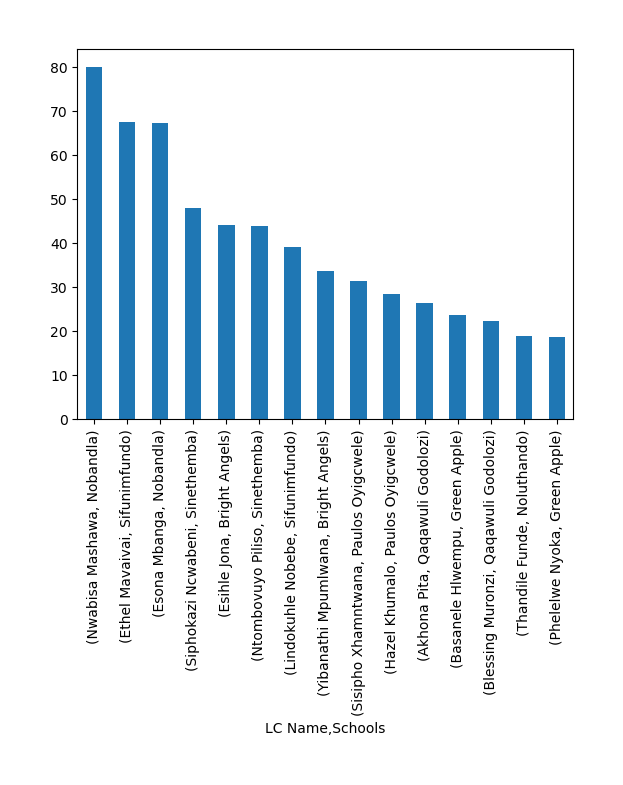 80
70
60
50
40
30
20
10
0
(Nwabisa Mashawa, Nobandla)
(Ethel Mavaivai, Sifunimfundo)
(Esona Mbanga, Nobandla)
(Siphokazi Ncwabeni, Sinethemba)
(Esihle Jona, Bright Angels)
(Ntombovuyo Piliso, Sinethemba)
(Lindokuhle Nobebe, Sifunimfundo)
(Yibanathi Mpumlwana, Bright Angels)
(Sisipho Xhamntwana, Paulos Oyigcwele)
(Hazel Khumalo, Paulos Oyigcwele)
(Akhona Pita, Qaqawuli Godolozi)
(Basanele Hlwempu, Green Apple)
(Blessing Muronzi, Qaqawuli Godolozi)
(Thandile Funde, Noluthando)
(Phelelwe Nyoka, Green Apple)
LC Name,Schools